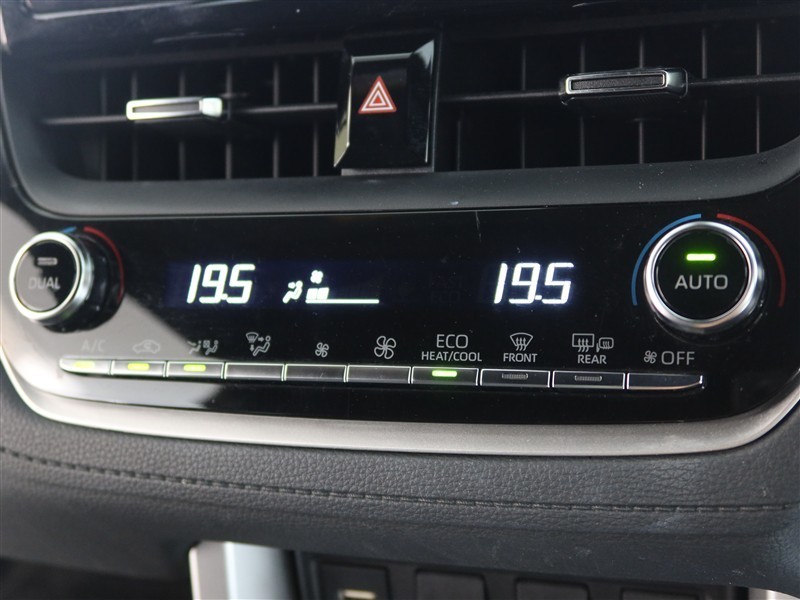 DUAL
19.5
19.5
AUTO
A/C
ECO
HEAT/COOL
FRONT
REAR
OFF